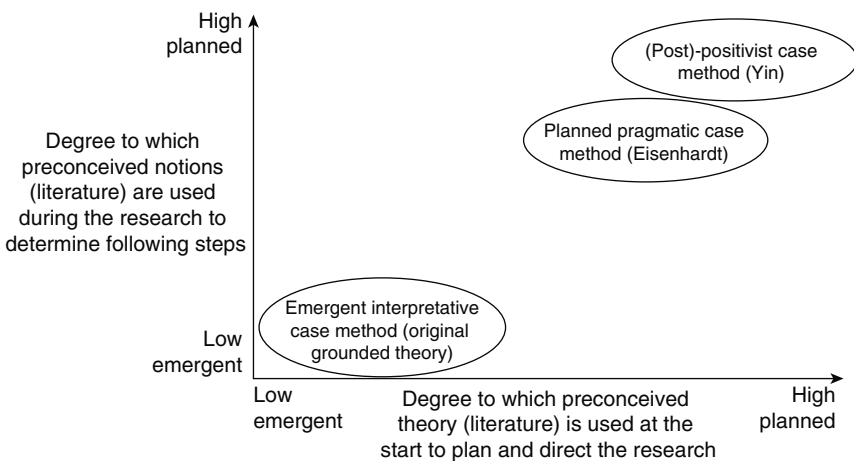 High
planned
(Post)-positivist case
method (Yin)
Planned pragmatic case
method (Eisenhardt)
Degree to which
preconceived notions
(literature) are used
during the research to
determine following steps
Emergent interpretative
case method (original
grounded theory)
Low
emergent
Low
emergent
Degree to which preconceived
theory (literature) is used at the
start to plan and direct the research
High
planned